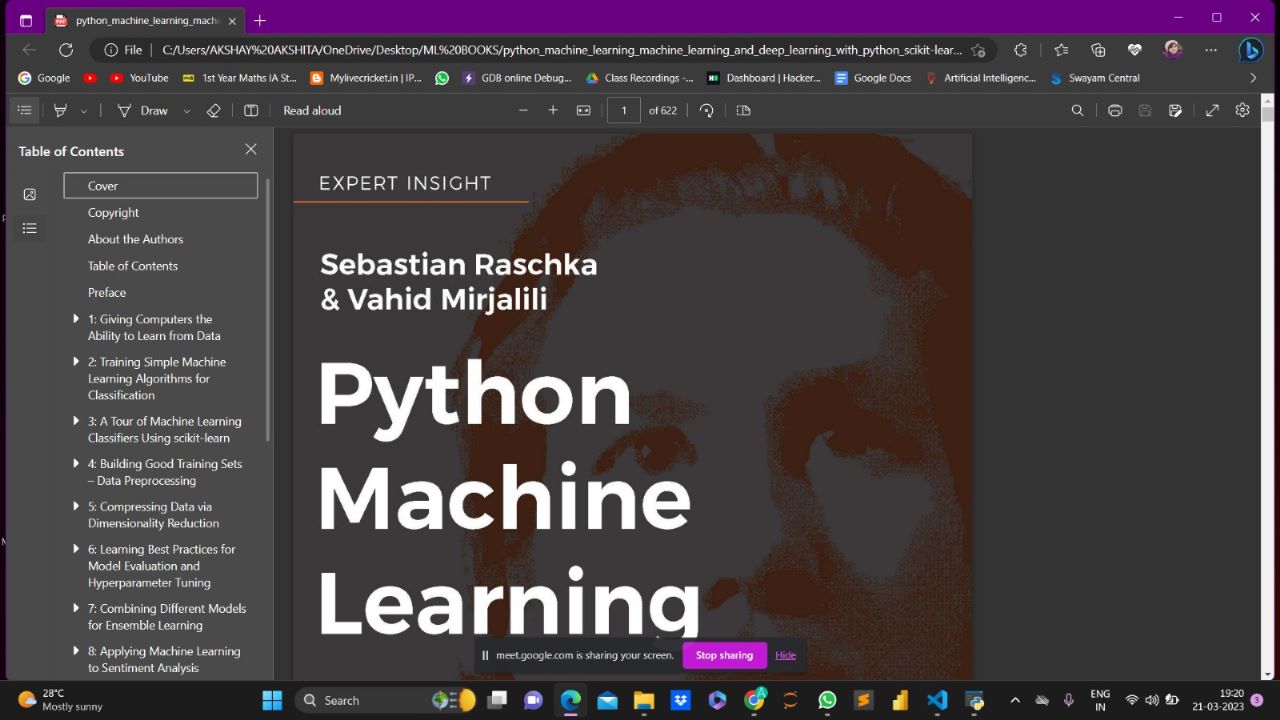 python_machine_learning_machi
File
C:/Users/AKSHAY%20AKSHITA/OneDrive/Desktop/ML%20BOOKS/python_machine_learning_machine_learning_and_deep_learning_with_python_scikit-lear...
Google
YouTube
1st Year Maths IA St...
Mylivecricket.in | IP...
GDB online Debug...
Class Recordings -...
Dashboard | Hacker...
Google Docs
Artificial Intelligenc...
Swayam Central
Draw
Read aloud
1
of 622
Table of Contents
Cover
Copyright
About the Authors
Table of Contents
Preface
1: Giving Computers the
Ability to Learn from Data
2: Training Simple Machine
Learning Algorithms for
Classification
3: A Tour of Machine Learning
Classifiers Using scikit-learn
4: Building Good Training Sets
– Data Preprocessing
5: Compressing Data via
Dimensionality Reduction
6: Learning Best Practices for
Model Evaluation and
Hyperparameter Tuning
7: Combining Different Models
for Ensemble Learning
8: Applying Machine Learning
to Sentiment Analysis
EXPERT INSIGHT
Sebastian Raschka
& Vahid Mirjalili
Python
Machine
Learning
meet.google.com is sharing your screen.
Stop sharing
Hide
28°C
Mostly sunny
Search
ENG
IN
19:20
21-03-2023
3